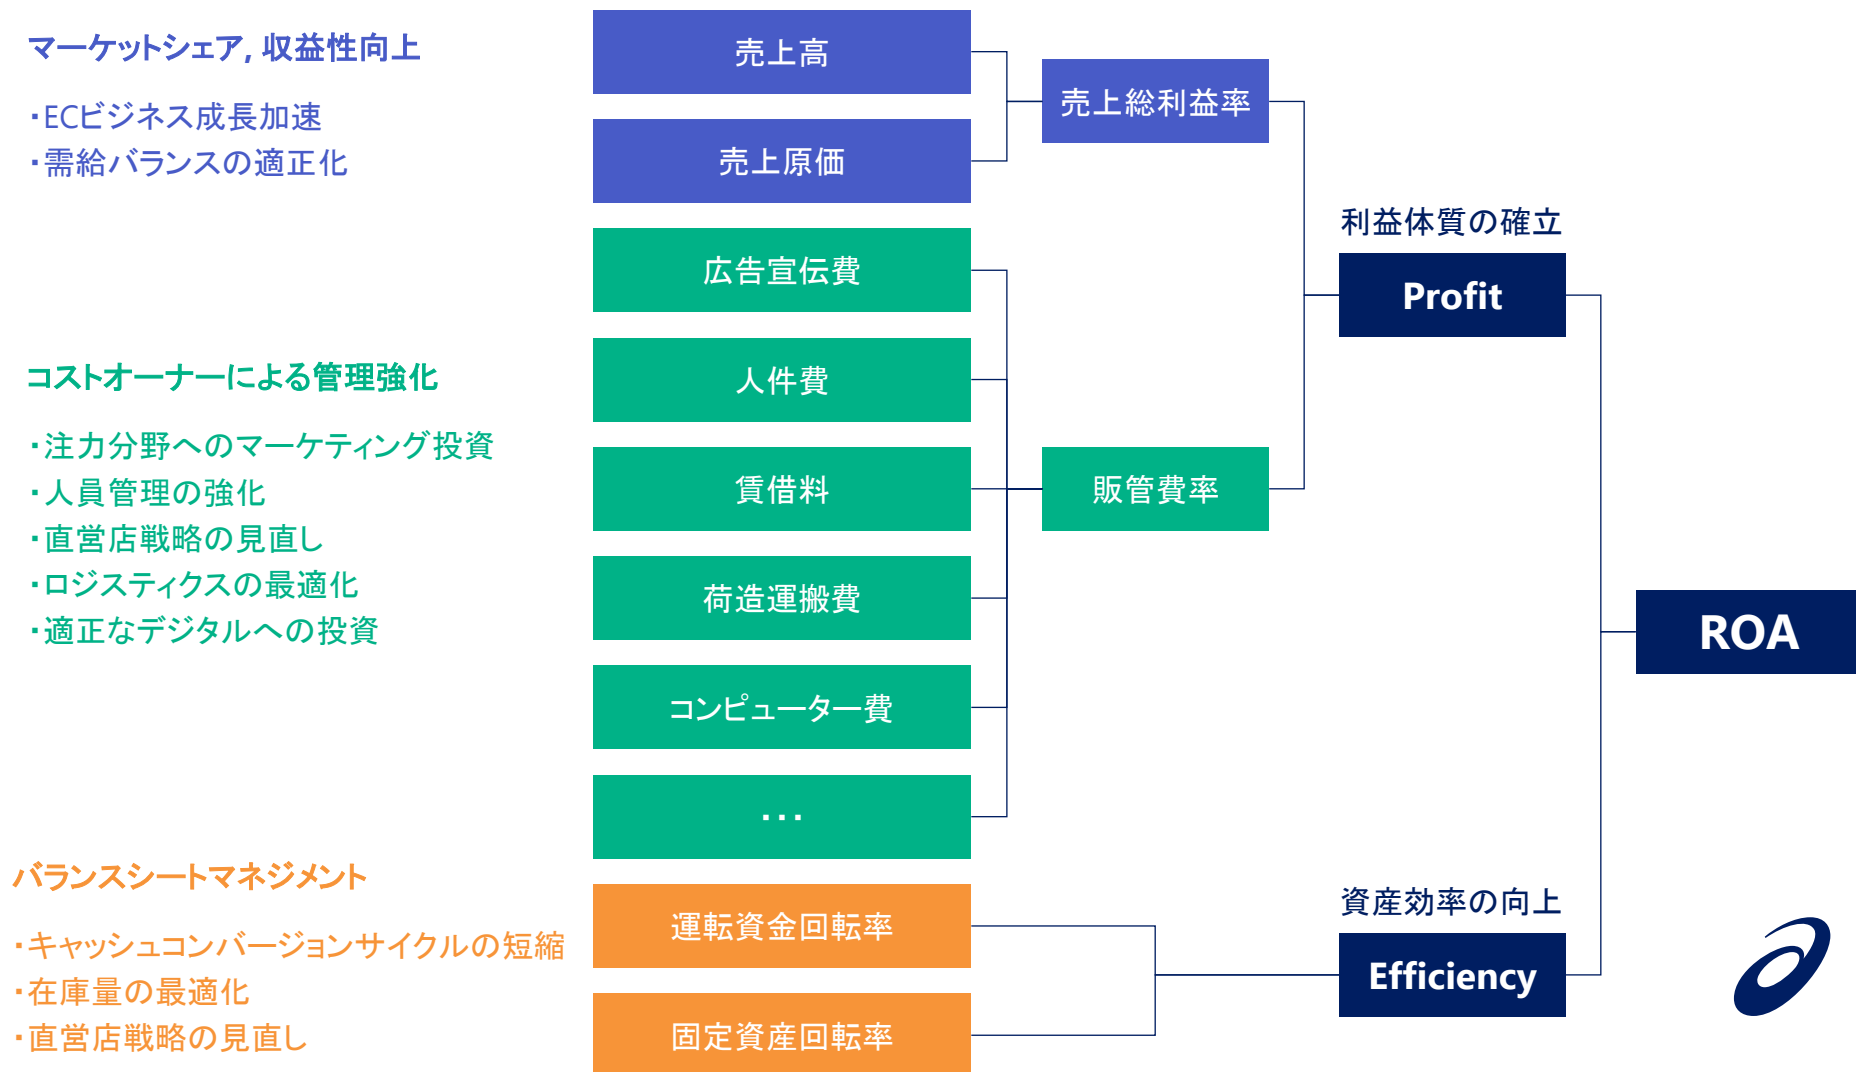 マーケットシェア, 収益性向上
・ECビジネス成長加速
・需給バランスの適正化
コストオーナーによる管理強化
・注力分野へのマーケティング投資
・人員管理の強化
・直営店戦略の見直し
・ロジスティクスの最適化
・適正なデジタルへの投資
バランスシートマネジメント
・キャッシュコンバージョンサイクルの短縮
・在庫量の最適化
・直営店戦略の見直し
売上高
売上原価
広告宣伝費
人件費
賃借料
荷造運搬費
コンピューター費
・・・
運転資金回転率
固定資産回転率
売上総利益率
販管費率
利益体質の確立
Profit
資産効率の向上
Efficiency
ROA